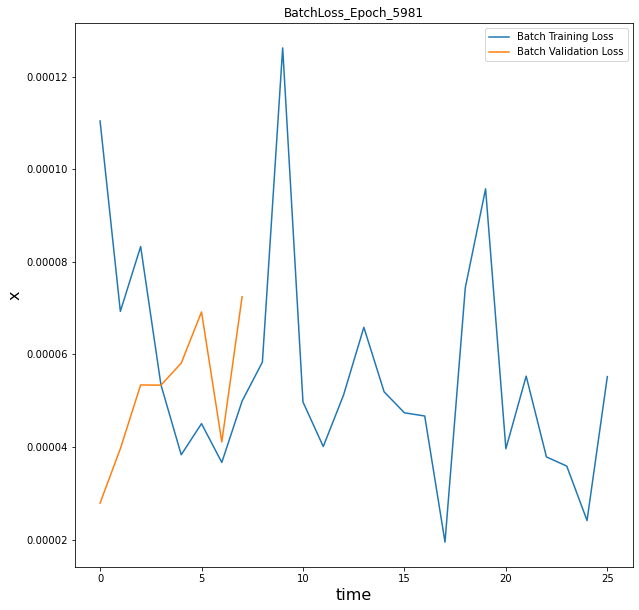 BatchLoss_Epoch_5981
Batch Training Loss
Batch Validation Loss
0.00012
0.00010
0.00008
0.00006
0.00004
0.00002
x
0 5 10 15 20 25
time